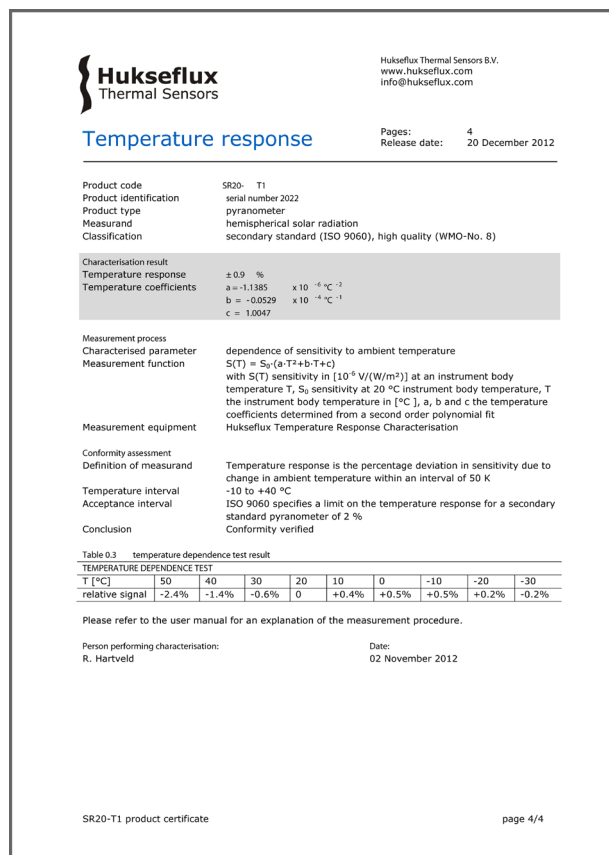 Hukseflux
Thermal Sensors
Hukseflux Thermal Sensors B.V.
www.hukseflux.com
info@hukseflux.com
Temperature response
Pages: 4
Release date: 20 December 2012
Product code SR20- T1
Product identification serial number 2022
Product type pyranometer
Measurand hemispherical solar radiation
Classification secondary standard (ISO 9060), high quality (WMO-No. 8)
Characterisation result
Temperature response ± 0.9 %
Temperature coefficients a = -1.1385 x 10 ⁻⁶ °C ⁻²
b = -0.0529 x 10 ⁻⁴ °C ⁻¹
c = 1.0047
Measurement process
Characterised parameter dependence of sensitivity to ambient temperature
Measurement function S(T) = S₀·(a·T²+b·T+c)
with S(T) sensitivity in [10⁻⁶ V/(W/m²)] at an instrument body
temperature T, S₀ sensitivity at 20 °C instrument body temperature, T
the instrument body temperature in [°C ], a, b and c the temperature
coefficients determined from a second order polynomial fit
Measurement equipment Hukseflux Temperature Response Characterisation
Conformity assessment
Definition of measurand Temperature response is the percentage deviation in sensitivity due to
change in ambient temperature within an interval of 50 K
Temperature interval -10 to +40 °C
Acceptance interval ISO 9060 specifies a limit on the temperature response for a secondary
standard pyranometer of 2 %
Conclusion Conformity verified
Table 0.3 temperature dependence test result
TEMPERATURE DEPENDENCE TEST
T [°C] 50 40 30 20 10 0 -10 -20 -30
relative signal -2.4% -1.4% -0.6% 0 +0.4% +0.5% +0.5% +0.2% -0.2%
Please refer to the user manual for an explanation of the measurement procedure.
Person performing characterisation: Date:
R. Hartveld 02 November 2012
SR20-T1 product certificate page 4/4